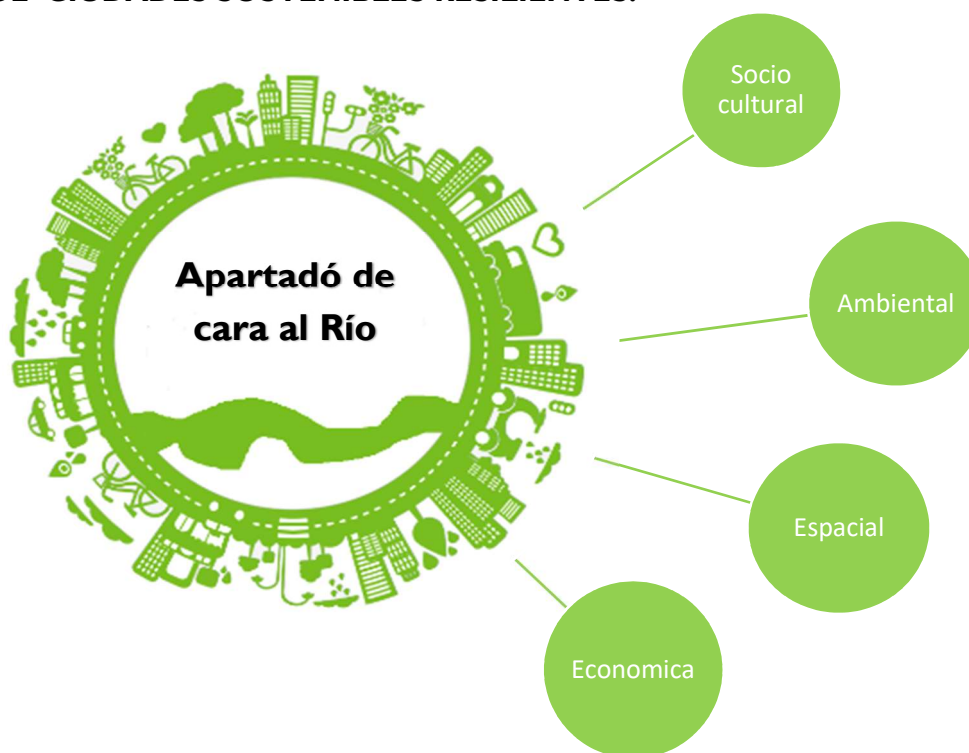 Socio
cultural
Apartadó de
cara al Río
Ambiental
Espacial
Economica